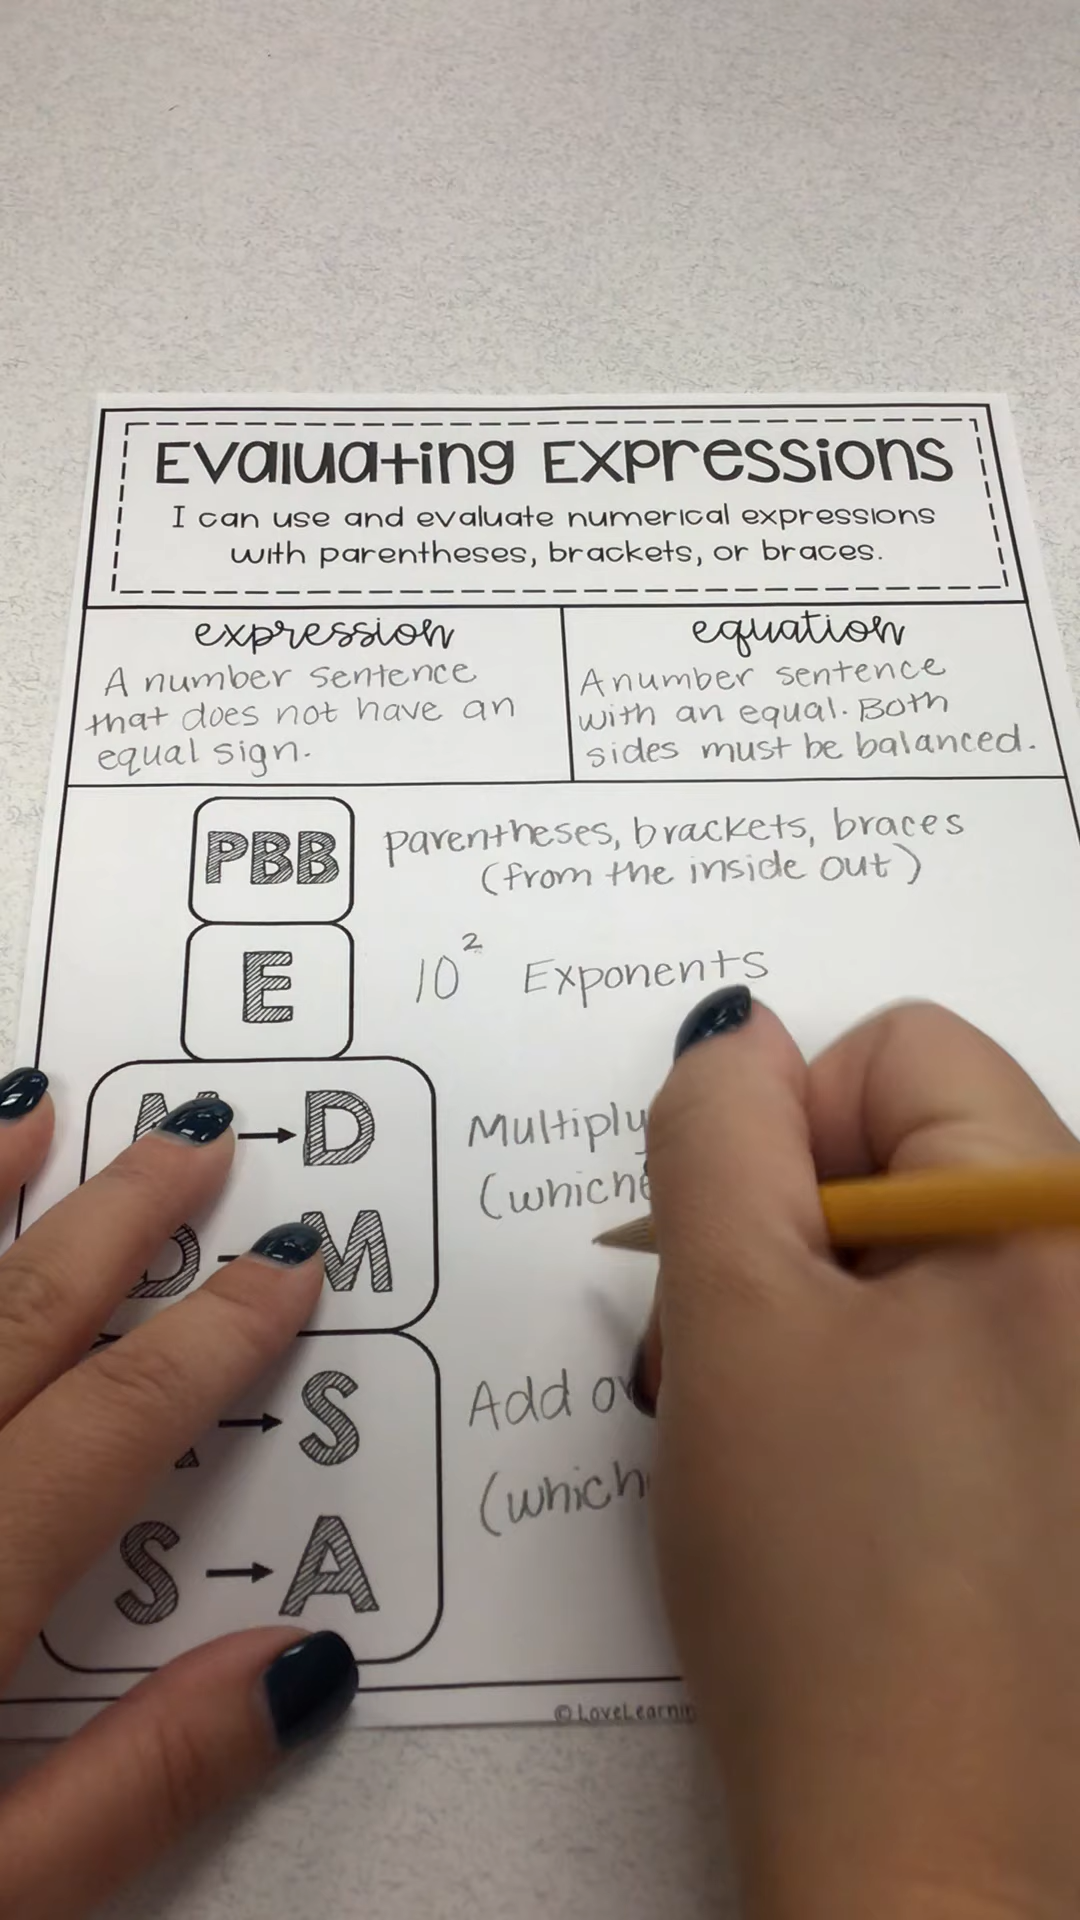 Evaluating Expressions
I can use and evaluate numerical expressions
with parentheses, brackets, or braces.
expression
A number sentence
that does not have an
equal sign.
equation
A number sentence
with an equal. Both
sides must be balanced.
PBB
parentheses, brackets, braces
(from the inside out)
E
10² Exponents
→ D
Multiply
M
Add
→ S
S → A
©